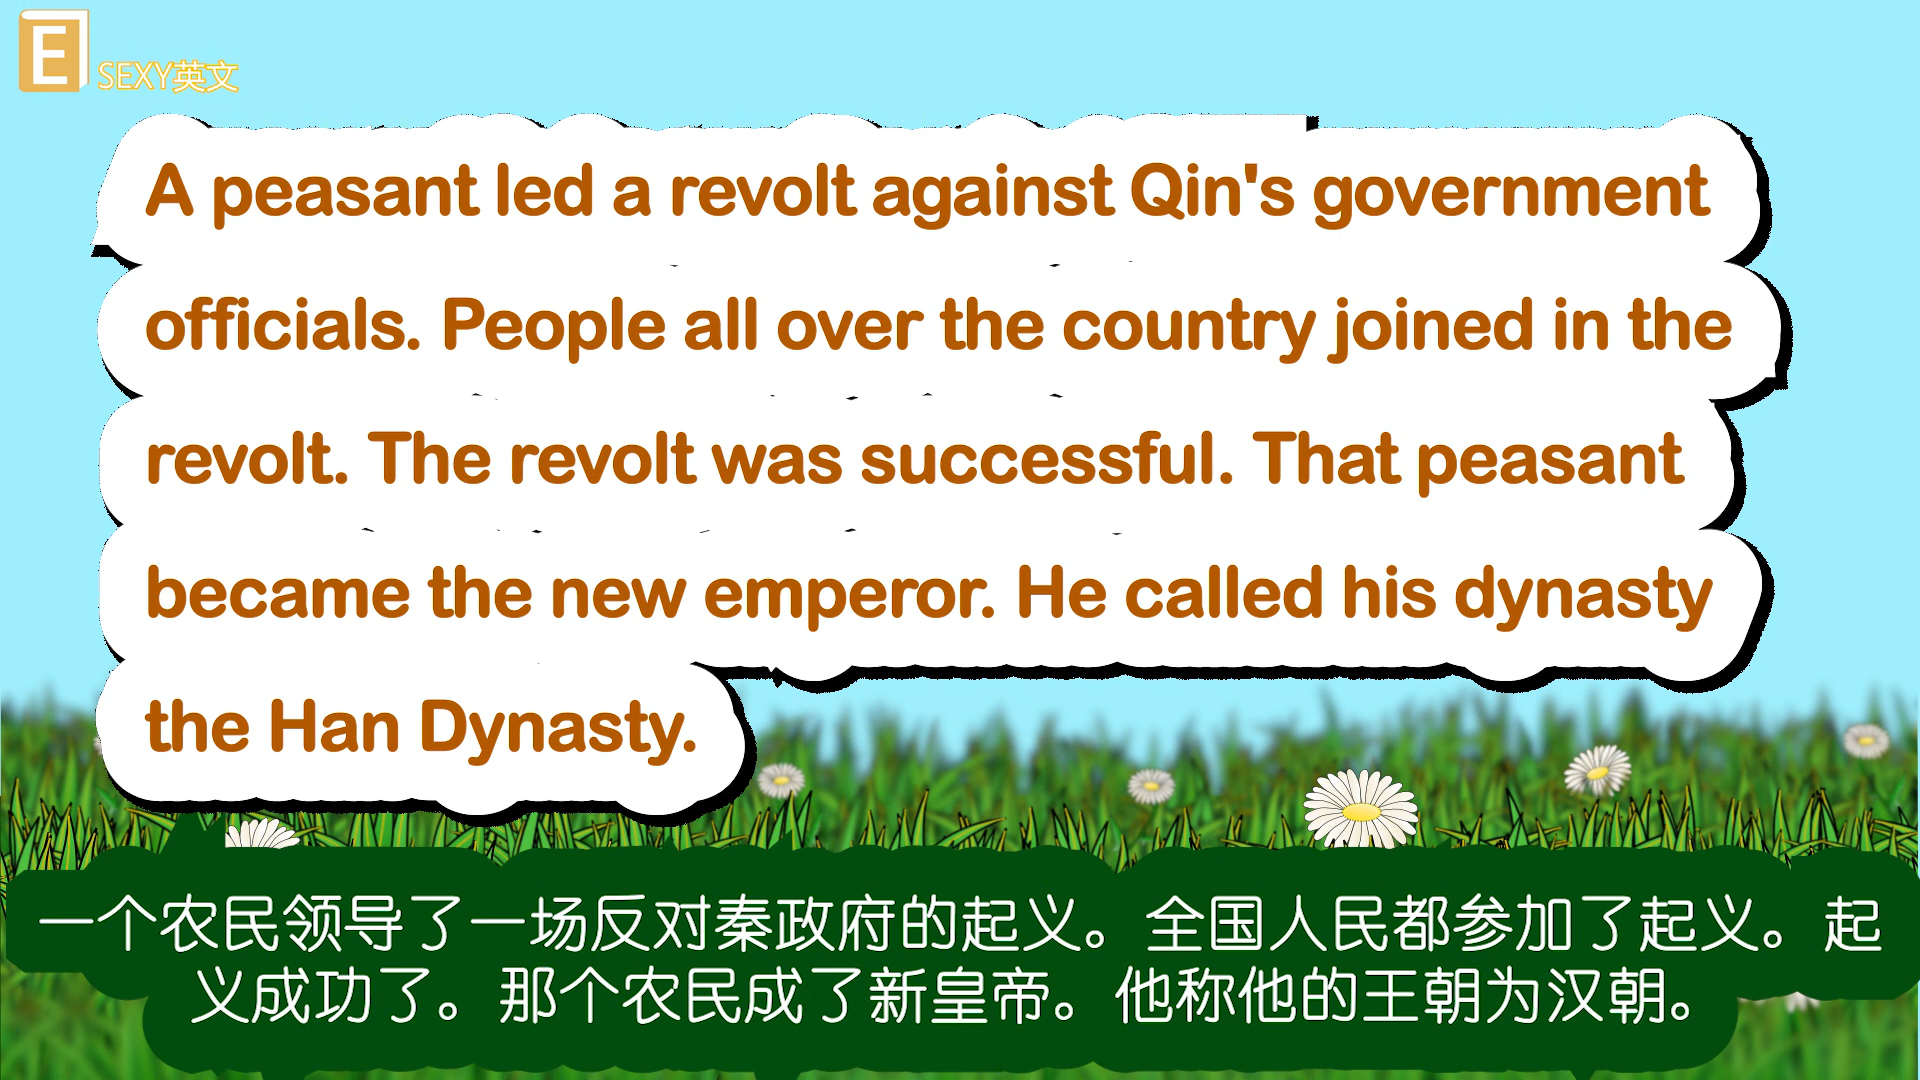 E
SEXY英文
A peasant led a revolt against Qin's government
officials. People all over the country joined in the
revolt. The revolt was successful. That peasant
became the new emperor. He called his dynasty
the Han Dynasty.
一个农民领导了一场反对秦政府的起义。全国人民都参加了起义。起
义成功了。那个农民成了新皇帝。他称他的王朝为汉朝。